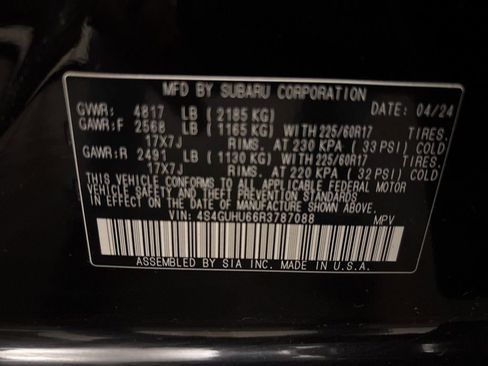 MFD BY SUBARU CORPORATION
GVWR: 4817 LB (2185 KG) DATE: 04/24
GAWR:F 2568 LB (1165 KG) WITH 225/60R17 TIRES.
17X7J RIMS. AT 230 KPA (33 PSI) COLD
GAWR:R 2491 LB (1130 KG) WITH 225/60R17 TIRES.
17X7J RIMS. AT 220 KPA (32 PSI) COLD
THIS VEHICLE CONFORMS TO ALL APPLICABLE FEDERAL MOTOR
VEHICLE SAFETY AND THEFT PREVENTION STANDARDS IN EFFECT
ON THE DATE OF MANUFACTURE SHOWN ABOVE.
VIN: 4S4GUHU66R3787088 MPV
ASSEMBLED BY SIA INC. MADE IN U.S.A.